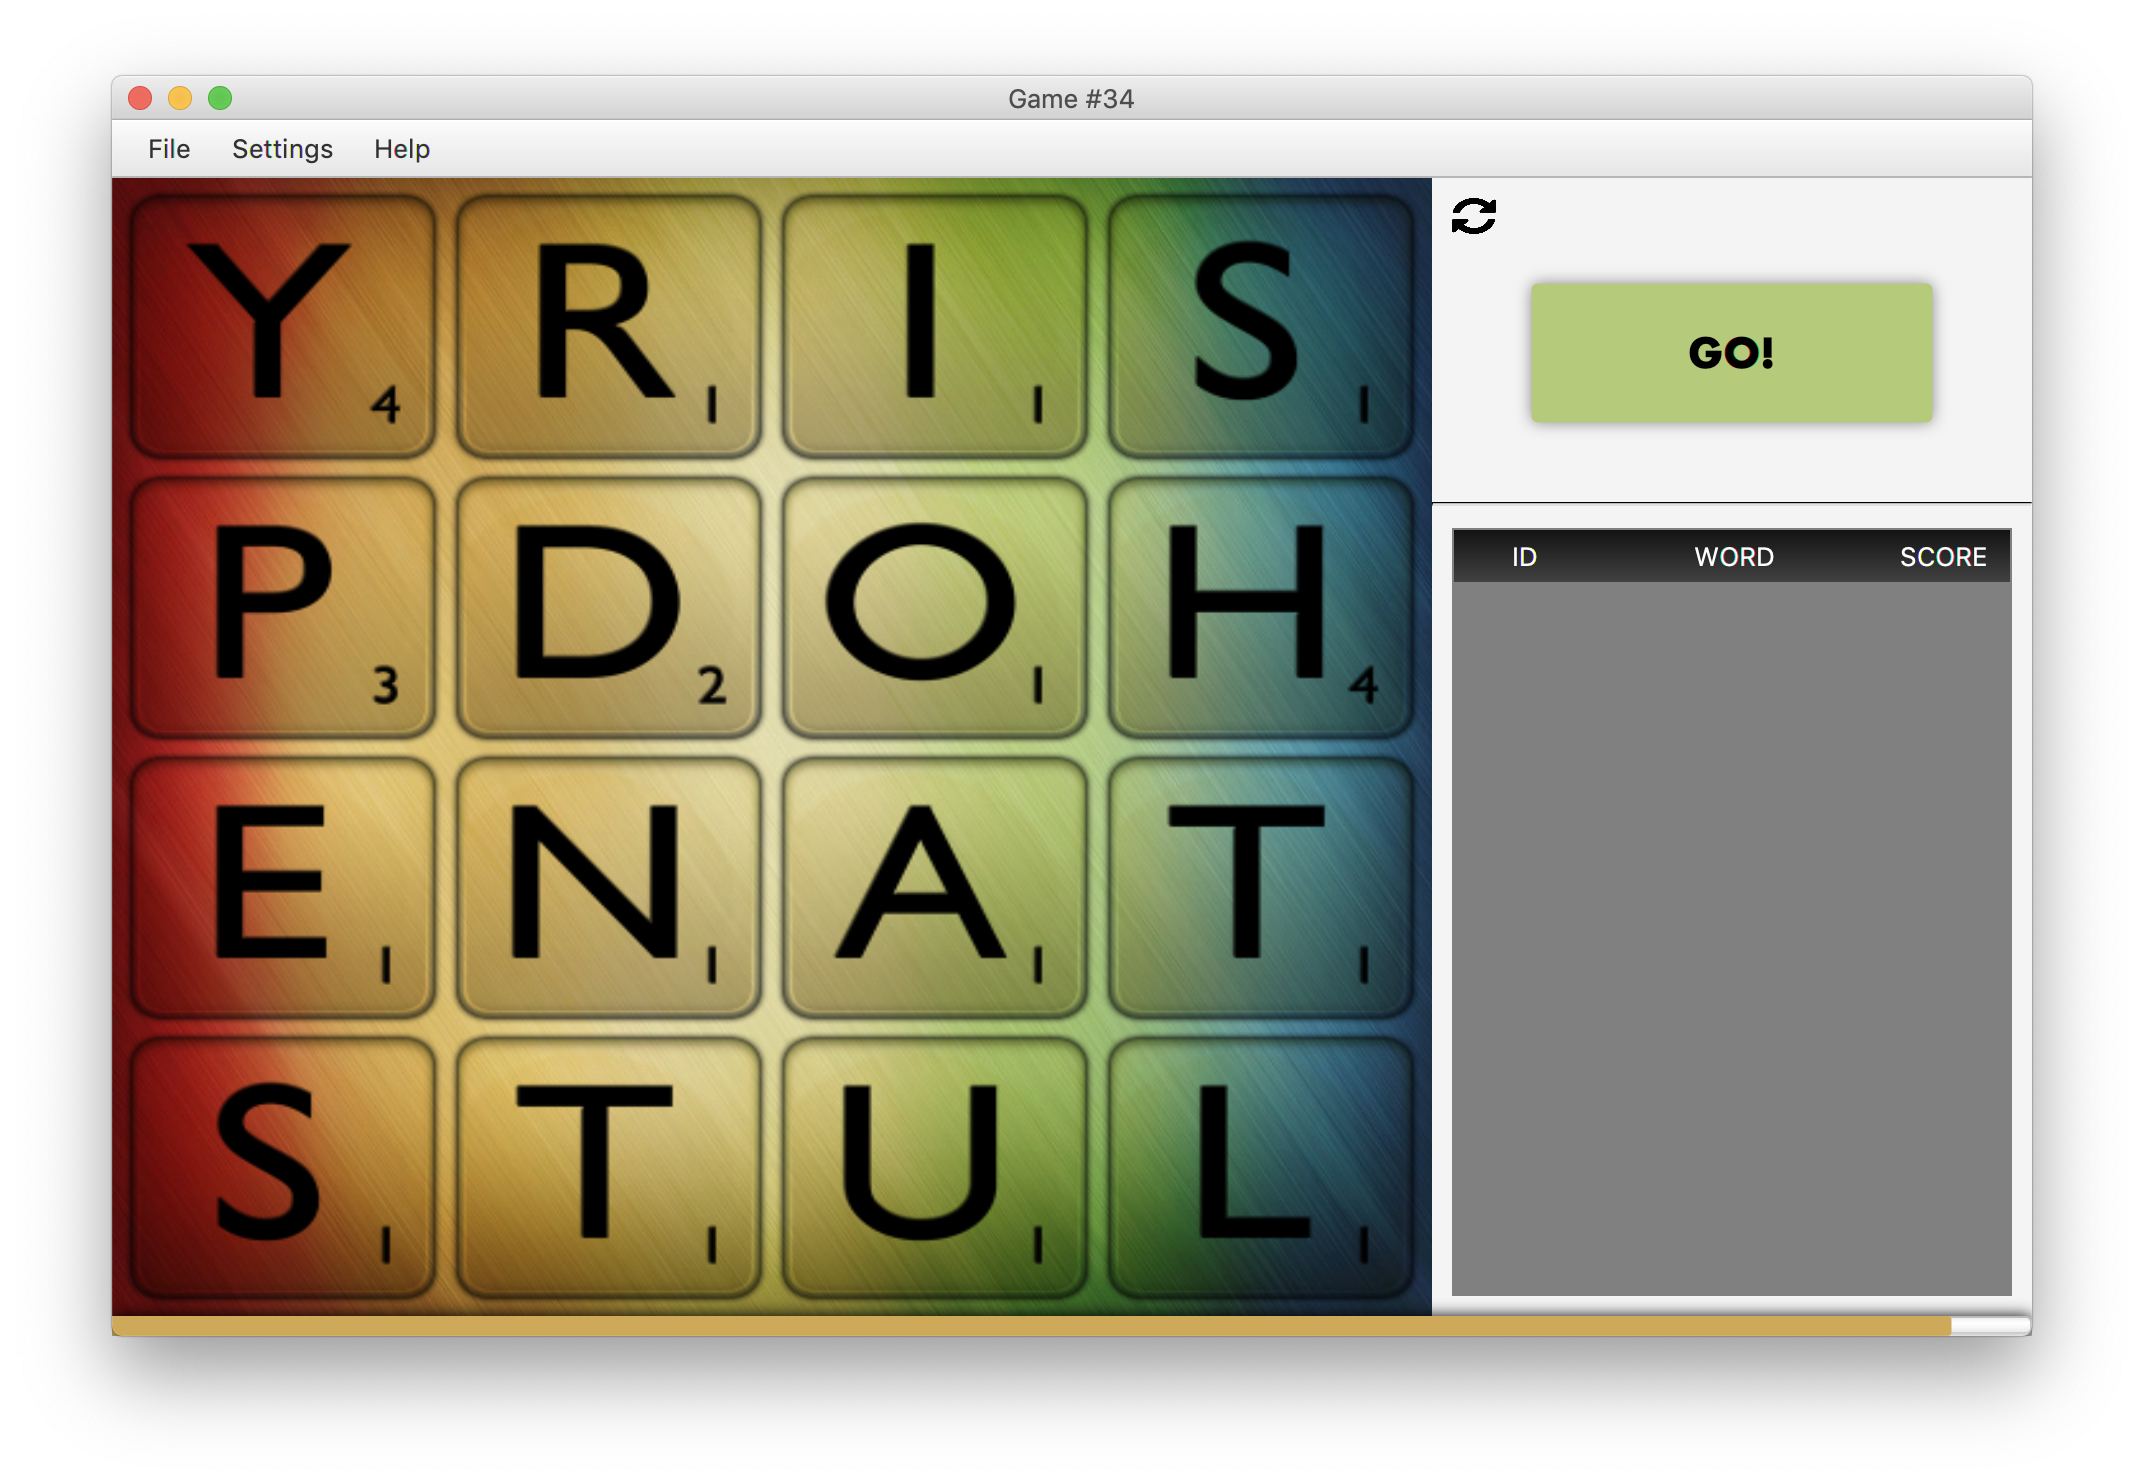 Game #34
File Settings Help
Y 4 R 1 I 1 S 1
GO!
P 3 D 2 O 1 H 4
ID WORD SCORE
E 1 N 1 A 1 T 1
S 1 T 1 U 1 L 1